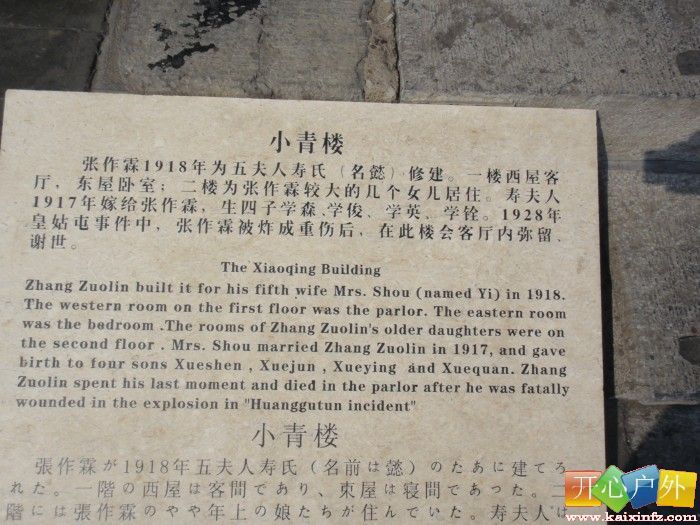 小青楼
张作霖1918年为五夫人寿氏（名懿）修建。一楼西屋客
厅，东屋卧室；二楼为张作霖较大的几个女儿居住。寿夫人
1917年嫁给张作霖，生四子学森、学俊、学英、学铨。1928年
皇姑屯事件中，张作霖被炸成重伤后，在此楼会客厅内弥留、
谢世。
The Xiaoqing Building
Zhang Zuolin built it for his fifth wife Mrs. Shou (named Yi) in 1918.
The western room on the first floor was the parlor. The eastern room
was the bedroom .The rooms of Zhang Zuolin's older daughters were on
the second floor . Mrs. Shou married Zhang Zuolin in 1917, and gave
birth to four sons Xueshen , Xuejun , Xueying and Xuequan. Zhang
Zuolin spent his last moment and died in the parlor after he was fatally
wounded in the explosion in "Huanggutun incident"
小青楼
張作霖が1918年五夫人寿氏（名前は懿）のたあに建てら
れた。一階の西屋は客間であり、東屋は寝間であった。二
階には張作霖のやや年上の娘たちが住んでいた。寿夫人は
开心户外
www.kaixinfz.com